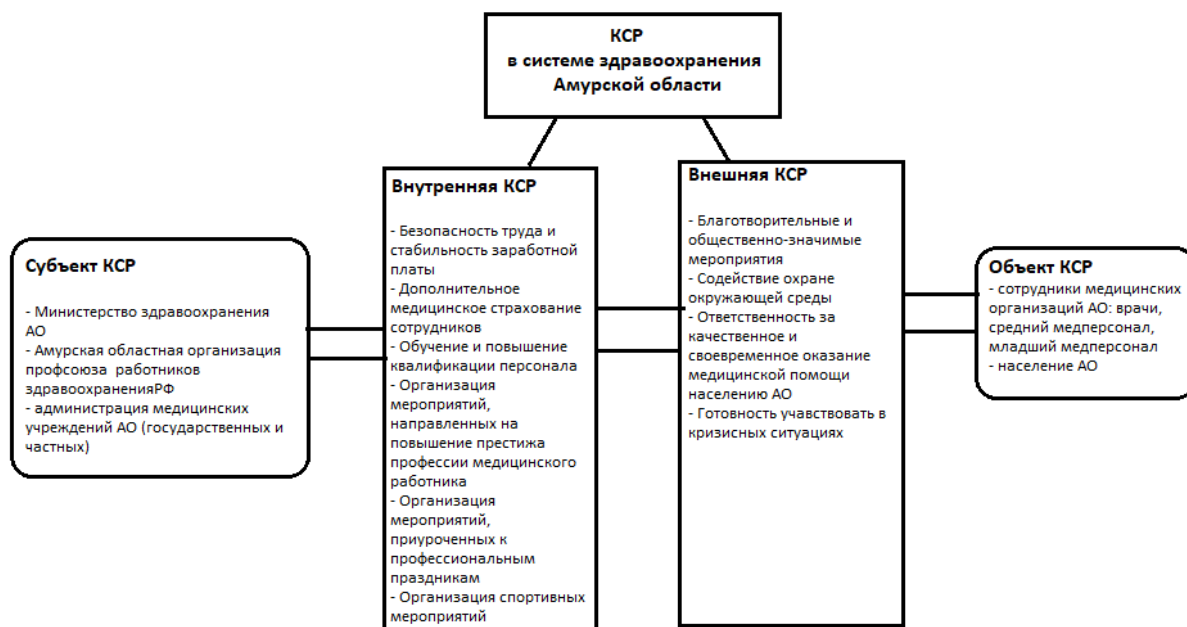 КСР
в системе здравоохранения
Амурской области
Субъект КСР
- Министерство здравоохранения
АО
- Амурская областная организация
профсоюза работников
здравоохраненияРФ
- администрация медицинских
учреждений АО (государственных и
частных)
Внутренняя КСР
- Безопасность труда и
стабильность заработной
платы
- Дополнительное
медицинское страхование
сотрудников
- Обучение и повышение
квалификации персонала
- Организация
мероприятий,
направленных на
повышение престижа
профессии медицинского
работника
- Организация
мероприятий,
приуроченных к
профессиональным
праздникам
- Организация спортивных
мероприятий
Внешняя КСР
- Благотворительные и
общественно-значимые
мероприятия
- Содействие охране
окружающей среды
- Ответственность за
качественное и
своевременное оказание
медицинской помощи
населению АО
- Готовность учавствовать в
кризисных ситуациях
Объект КСР
- сотрудники медицинских
организаций АО: врачи,
средний медперсонал,
младший медперсонал
- население АО